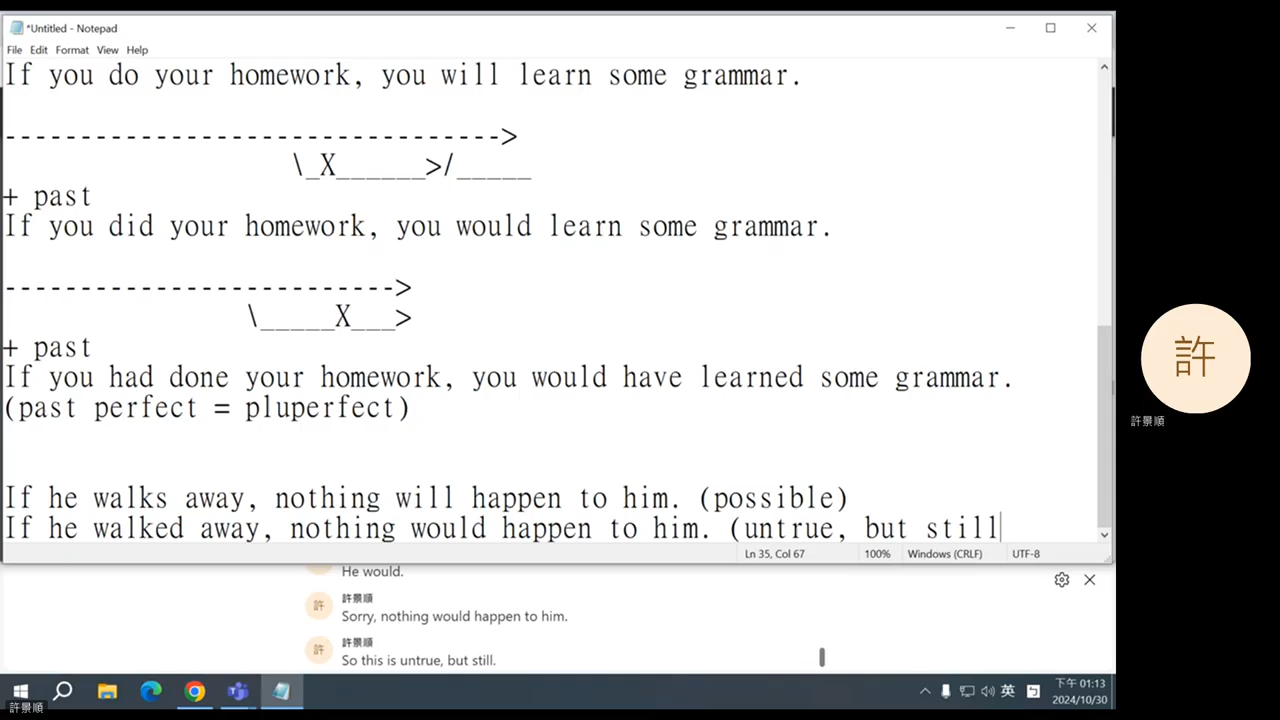 *Untitled - Notepad
File Edit Format View Help
If you do your homework, you will learn some grammar.
--------------------------------->
\_X______>/_____
+ past
If you did your homework, you would learn some grammar.
-------------------------->
\_____X___>
+ past
If you had done your homework, you would have learned some grammar.
(past perfect = pluperfect)
If he walks away, nothing will happen to him. (possible)
If he walked away, nothing would happen to him. (untrue, but still
Ln 35, Col 67 100% Windows (CRLF) UTF-8
He would.
許
許景順
Sorry, nothing would happen to him.
許
許景順
So this is untrue, but still.
許
許景順
英
下午 01:13
2024/10/30
許景順